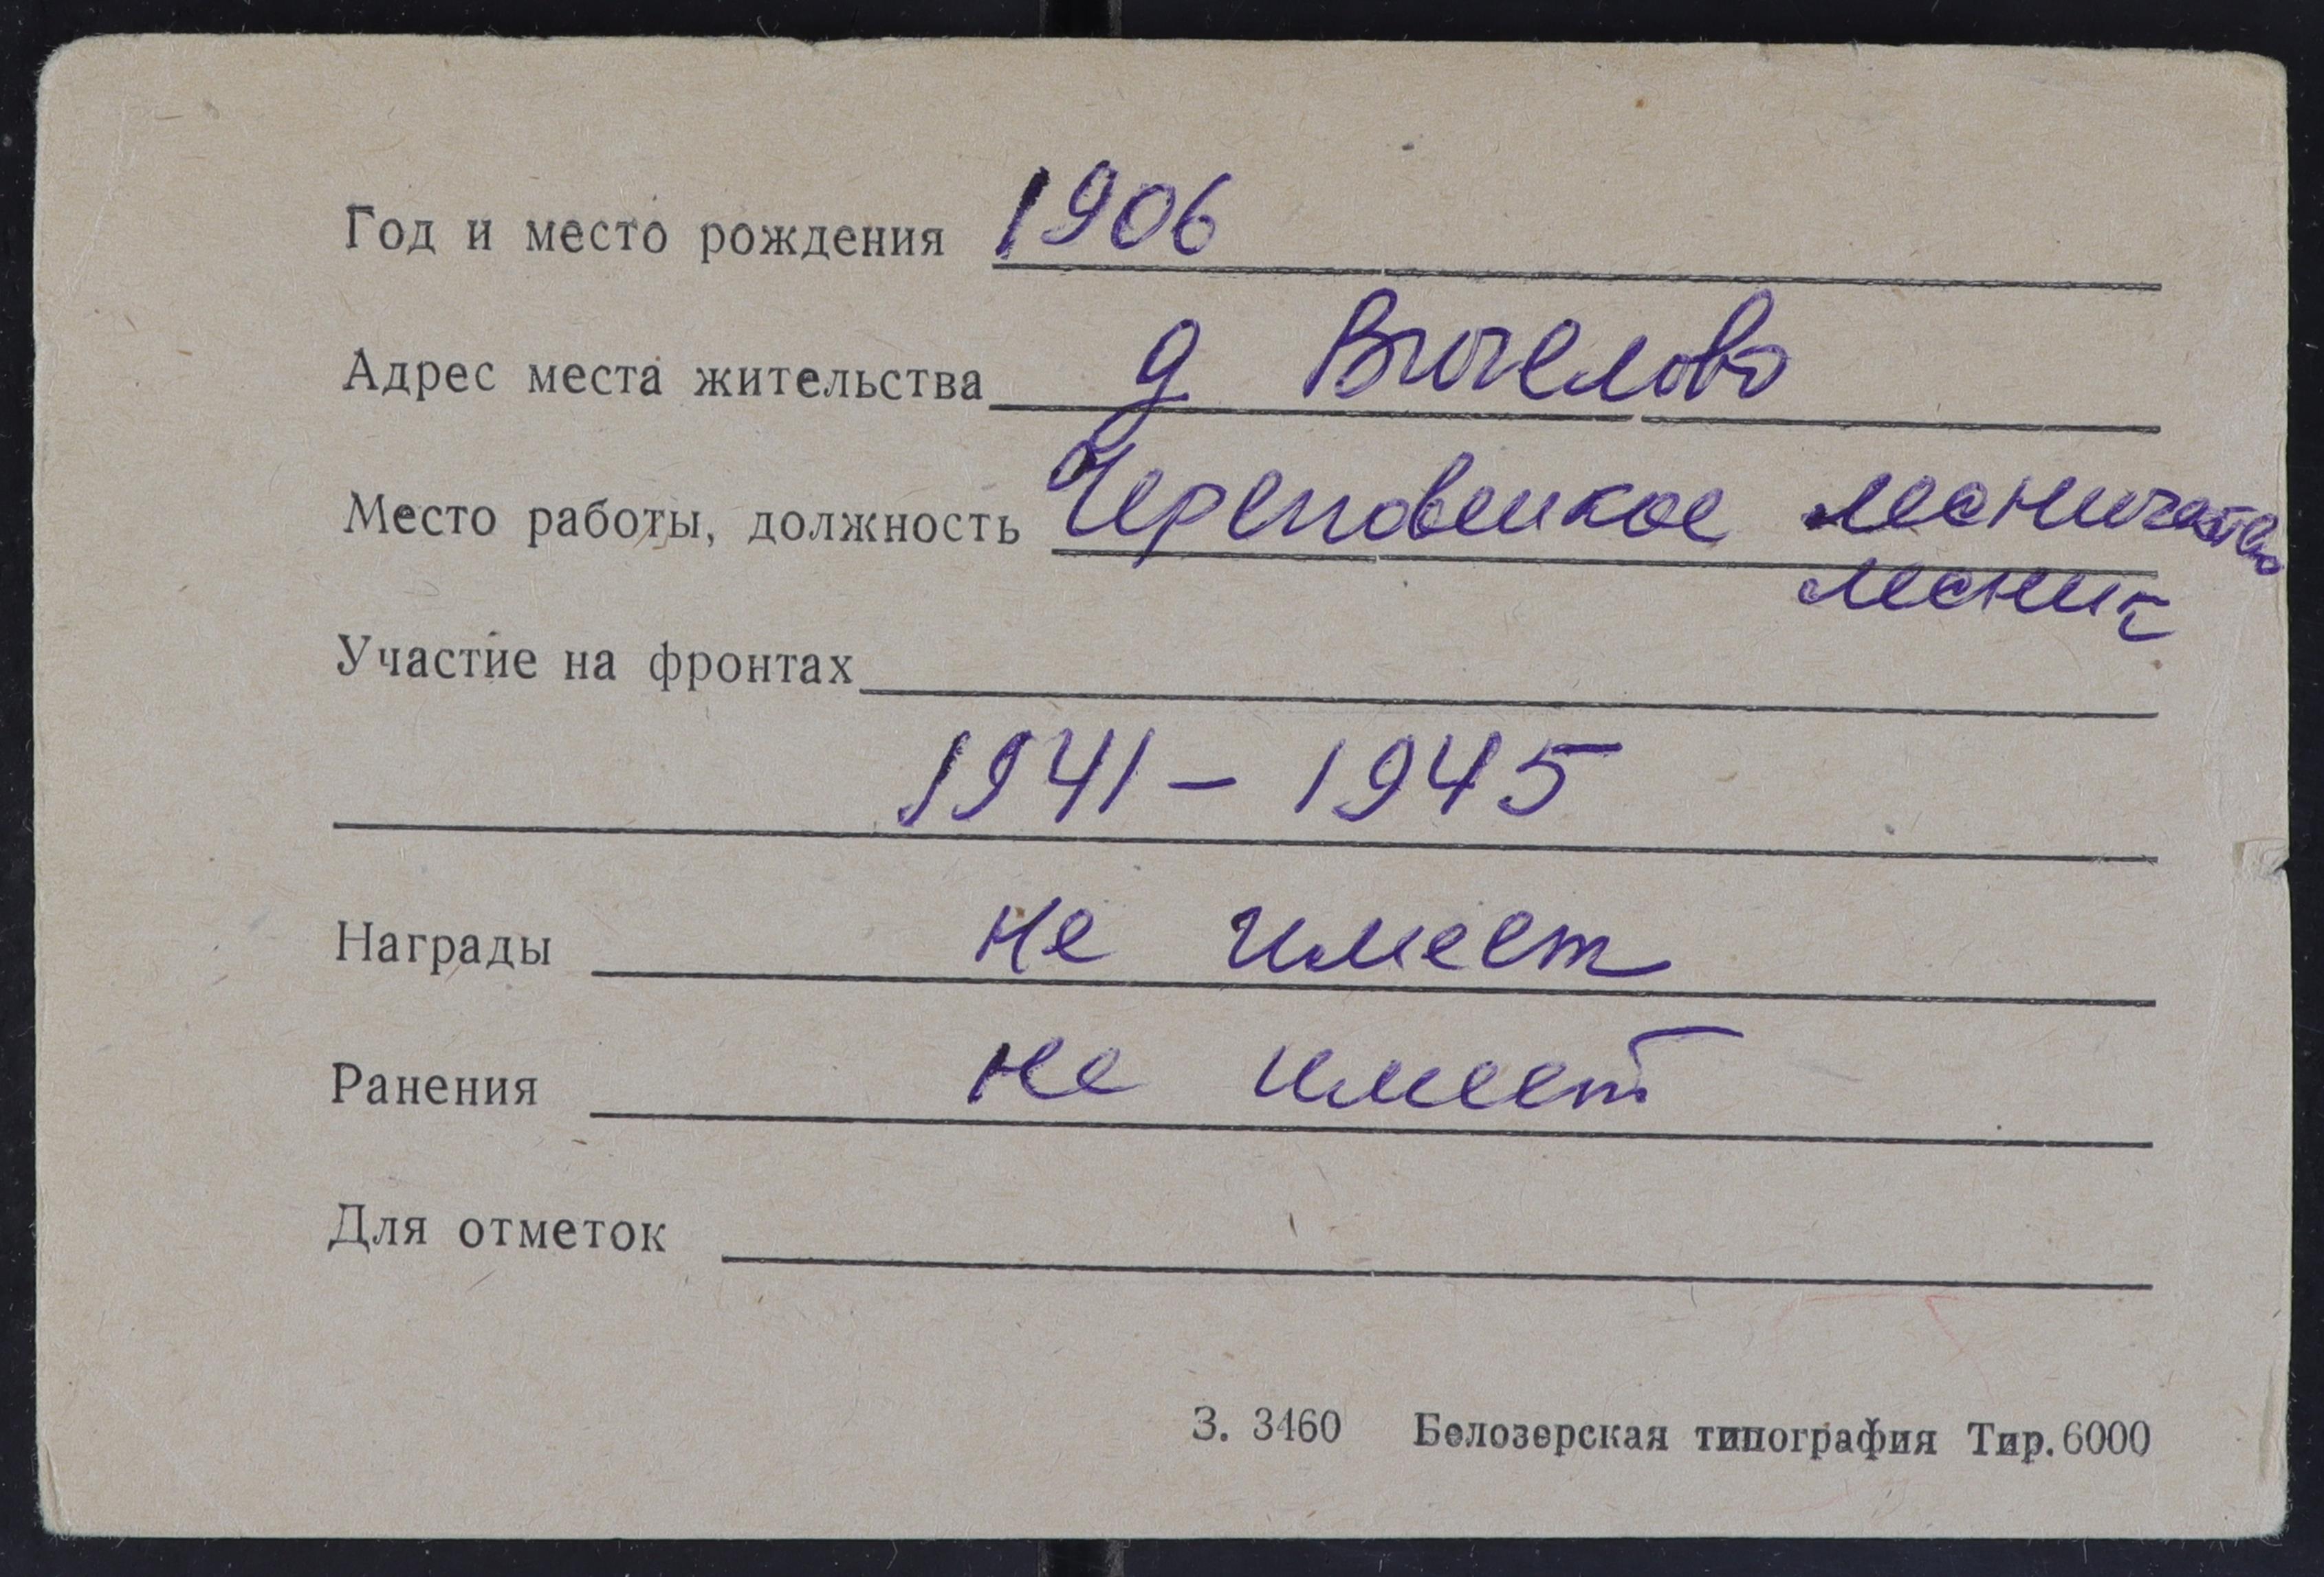 Год и место рождения 1906
Адрес места жительства д
Место работы, должность Череповецкое лесничество
лесник
Участие на фронтах
1941 - 1945
Награды не имеет
Ранения не имеет
Для отметок
З. 3460 Белозерская типография Тир. 6000